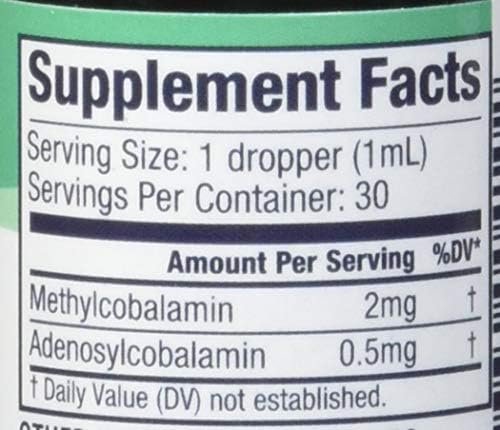 Supplement Facts
Serving Size: 1 dropper (1mL)
Servings Per Container: 30
Amount Per Serving %DV*
Methylcobalamin 2mg †
Adenosylcobalamin 0.5mg †
† Daily Value (DV) not established.